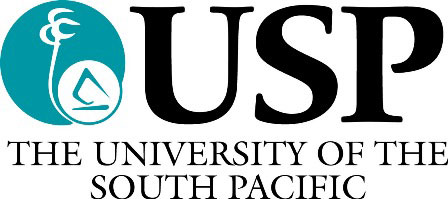 USP
THE UNIVERSITY OF THE
SOUTH PACIFIC